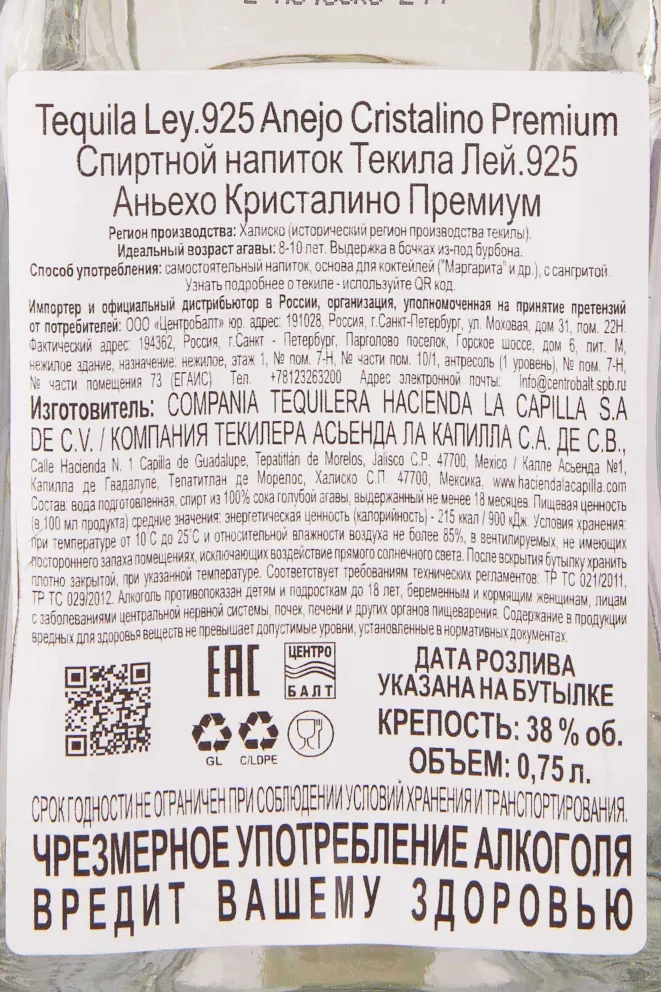 Tequila Ley.925 Anejo Cristalino Premium
Спиртной напиток Текила Лей.925
Аньехо Кристалино Премиум
Регион производства: Халиско (исторический регион производства текилы).
Идеальный возраст агавы: 8-10 лет. Выдержка в бочках из-под бурбона.
Способ употребления: самостоятельный напиток, основа для коктейлей ("Маргарита" и др.), с сангритой.
Узнать подробнее о текиле - используйте QR код.
Импортер и официальный дистрибьютор в России, организация, уполномоченная на принятие претензий
от потребителей: ООО «ЦентроБалт» юр. адрес: 191028, Россия, г.Санкт-Петербург, ул. Моховая, дом 31, пом. 22Н.
Фактический адрес: 194362, Россия, г.Санкт - Петербург, Парголово поселок, Горское шоссе, дом 6, лит. М,
нежилое здание, назначение: нежилое, этаж 1, № пом. 7-Н, № части пом. 10/1, антресоль (1 уровень), № пом. 7-Н,
№ части помещения 73 (ЕГАИС) Тел. +78123263200 Адрес электронной почты: Info@centrobalt.spb.ru
Изготовитель: COMPANIA TEQUILERA HACIENDA LA CAPILLA S.A
DE C.V. / КОМПАНИЯ ТЕКИЛЕРА АСЬЕНДА ЛА КАПИЛЛА С.А. ДЕ С.В.,
Calle Hacienda N. 1 Capilla de Guadalupe, Tepatitlán de Morelos, Jalisco C.P. 47700, Mexico / Калле Асьенда №1,
Капилла де Гвадалупе, Тепатитлан де Морелос, Халиско С.П. 47700, Мексика, www.haciendalacapilla.com
Состав: вода подготовленная, спирт из 100% сока голубой агавы, выдержанный не менее 18 месяцев. Пищевая ценность
(в 100 мл продукта) средние значения: энергетическая ценность (калорийность) - 215 ккал / 900 кДж. Условия хранения:
при температуре от 10˚С до 25˚С и относительной влажности воздуха не более 85%, в вентилируемых, не имеющих
постороннего запаха помещениях, исключающих воздействие прямого солнечного света. После вскрытия бутылку хранить
плотно закрытой, при указанной температуре. Соответствует требованиям технических регламентов: ТР ТС 021/2011,
ТР ТС 029/2012. Алкоголь противопоказан детям и подросткам до 18 лет, беременным и кормящим женщинам, лицам
с заболеваниями центральной нервной системы, почек, печени и других органов пищеварения. Содержание в продукции
вредных для здоровья веществ не превышает допустимые уровни, установленные в нормативных документах.
ЕАС
ЦЕНТРО
БАЛТ
GL
C/LDPE
ДАТА РОЗЛИВА
УКАЗАНА НА БУТЫЛКЕ
КРЕПОСТЬ: 38 % об.
ОБЪЕМ: 0,75 л.
СРОК ГОДНОСТИ НЕ ОГРАНИЧЕН ПРИ СОБЛЮДЕНИИ УСЛОВИЙ ХРАНЕНИЯ И ТРАНСПОРТИРОВАНИЯ.
ЧРЕЗМЕРНОЕ УПОТРЕБЛЕНИЕ АЛКОГОЛЯ
ВРЕДИТ ВАШЕМУ ЗДОРОВЬЮ